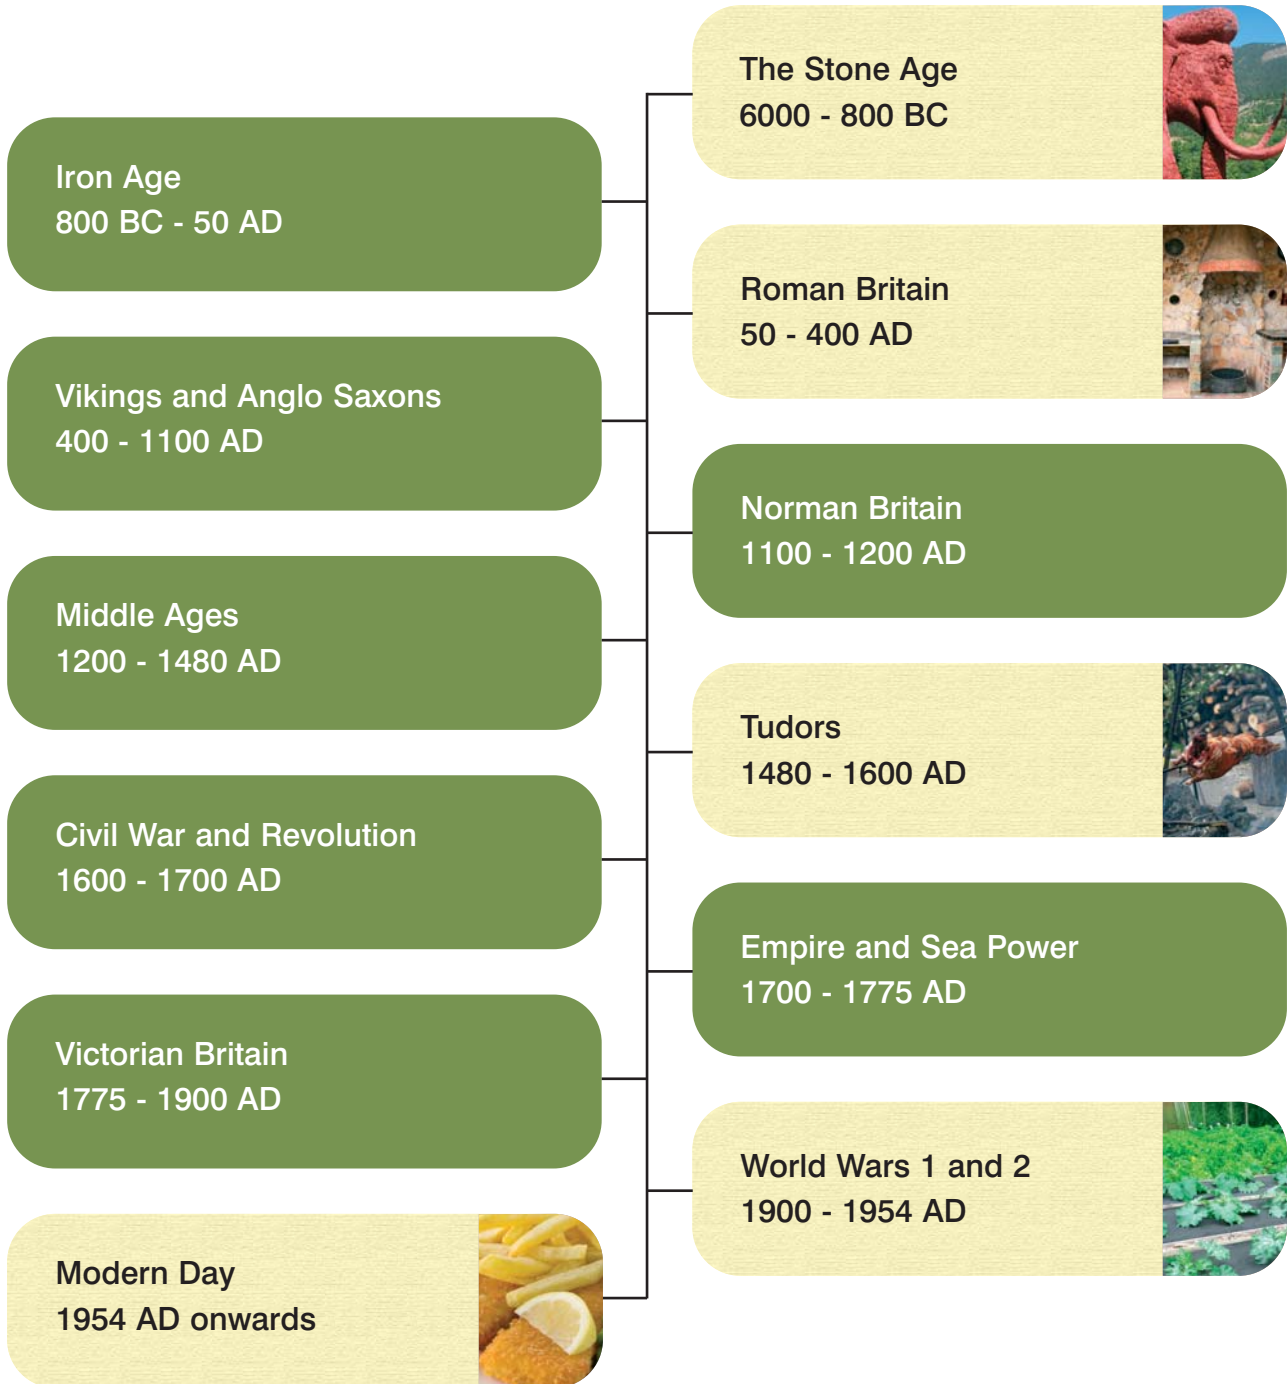 The Stone Age
6000 - 800 BC
Iron Age
800 BC - 50 AD
Roman Britain
50 - 400 AD
Vikings and Anglo Saxons
400 - 1100 AD
Norman Britain
1100 - 1200 AD
Middle Ages
1200 - 1480 AD
Tudors
1480 - 1600 AD
Civil War and Revolution
1600 - 1700 AD
Empire and Sea Power
1700 - 1775 AD
Victorian Britain
1775 - 1900 AD
World Wars 1 and 2
1900 - 1954 AD
Modern Day
1954 AD onwards